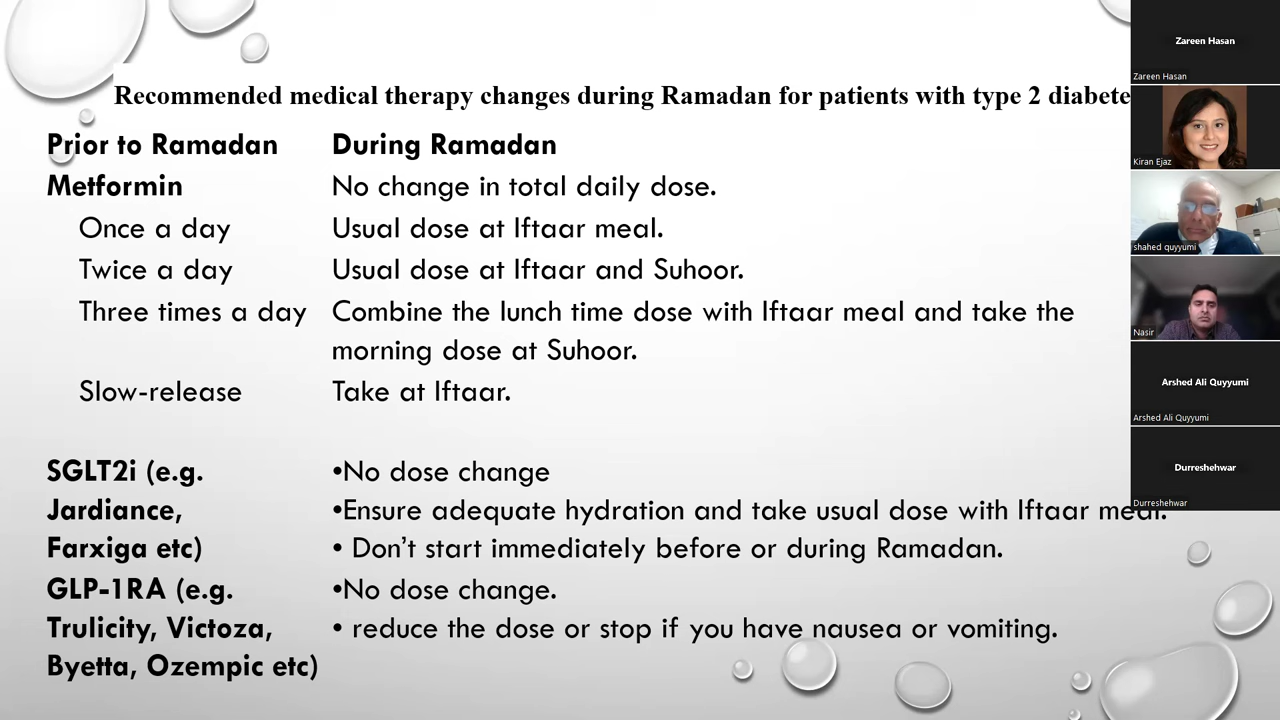 Recommended medical therapy changes during Ramadan for patients with type 2 diabete
Prior to Ramadan During Ramadan
Metformin No change in total daily dose.
Once a day Usual dose at Iftaar meal.
Twice a day Usual dose at Iftaar and Suhoor.
Three times a day Combine the lunch time dose with Iftaar meal and take the
morning dose at Suhoor.
Slow-release Take at Iftaar.
SGLT2i (e.g. •No dose change
Jardiance, •Ensure adequate hydration and take usual dose with Iftaar meal.
Farxiga etc) • Don’t start immediately before or during Ramadan.
GLP-1RA (e.g. •No dose change.
Trulicity, Victoza, • reduce the dose or stop if you have nausea or vomiting.
Byetta, Ozempic etc)
Zareen Hasan
Zareen Hasan
Kiran Ejaz
shahed quyyumi
Nasir
Arshed Ali Quyyumi
Arshed Ali Quyyumi
Durreshehwar
Durreshehwar